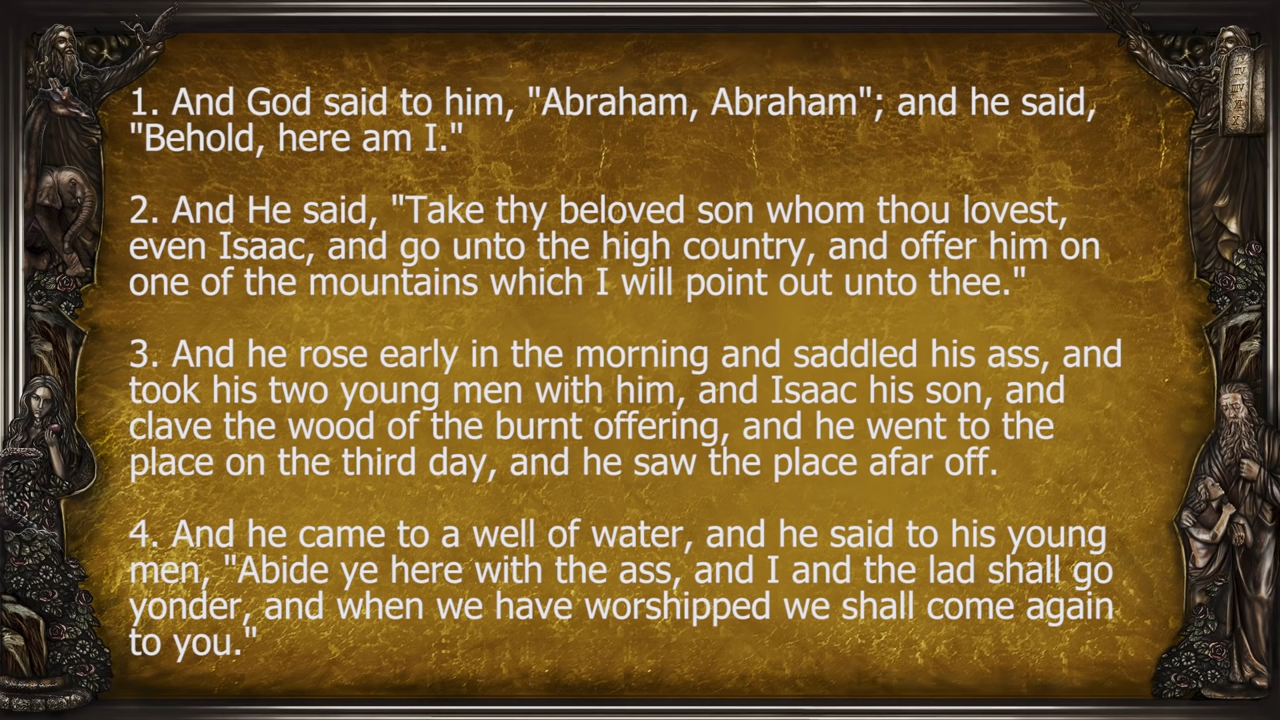 1. And God said to him, "Abraham, Abraham"; and he said,
"Behold, here am I."
2. And He said, "Take thy beloved son whom thou lovest,
even Isaac, and go unto the high country, and offer him on
one of the mountains which I will point out unto thee."
3. And he rose early in the morning and saddled his ass, and
took his two young men with him, and Isaac his son, and
clave the wood of the burnt offering, and he went to the
place on the third day, and he saw the place afar off.
4. And he came to a well of water, and he said to his young
men, "Abide ye here with the ass, and I and the lad shall go
yonder, and when we have worshipped we shall come again
to you."